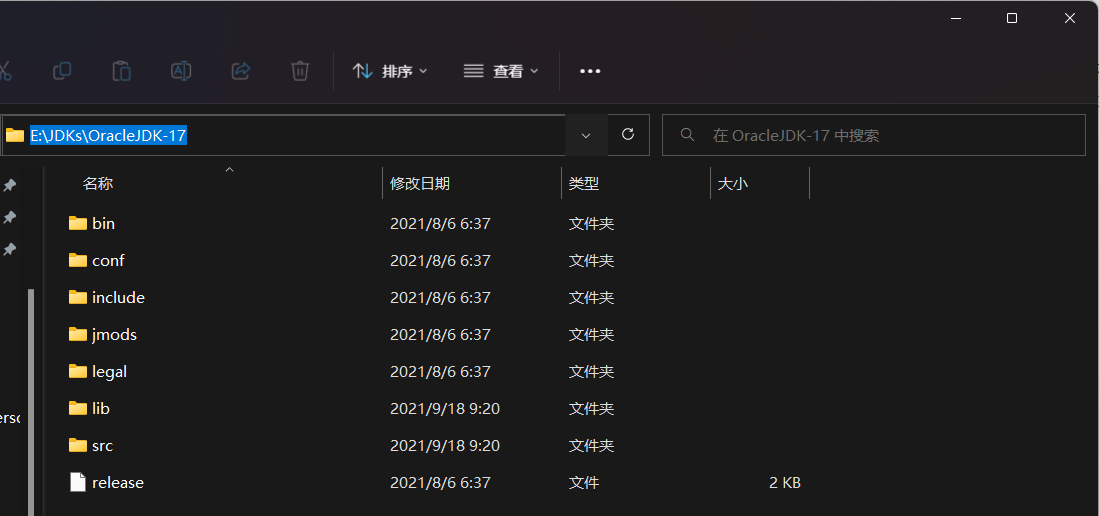 排序 查看
E:\JDKs\OracleJDK-17 在 OracleJDK-17 中搜索
名称 修改日期 类型 大小
bin 2021/8/6 6:37 文件夹
conf 2021/8/6 6:37 文件夹
include 2021/8/6 6:37 文件夹
jmods 2021/8/6 6:37 文件夹
legal 2021/8/6 6:37 文件夹
lib 2021/9/18 9:20 文件夹
src 2021/9/18 9:20 文件夹
release 2021/8/6 6:37 文件 2 KB